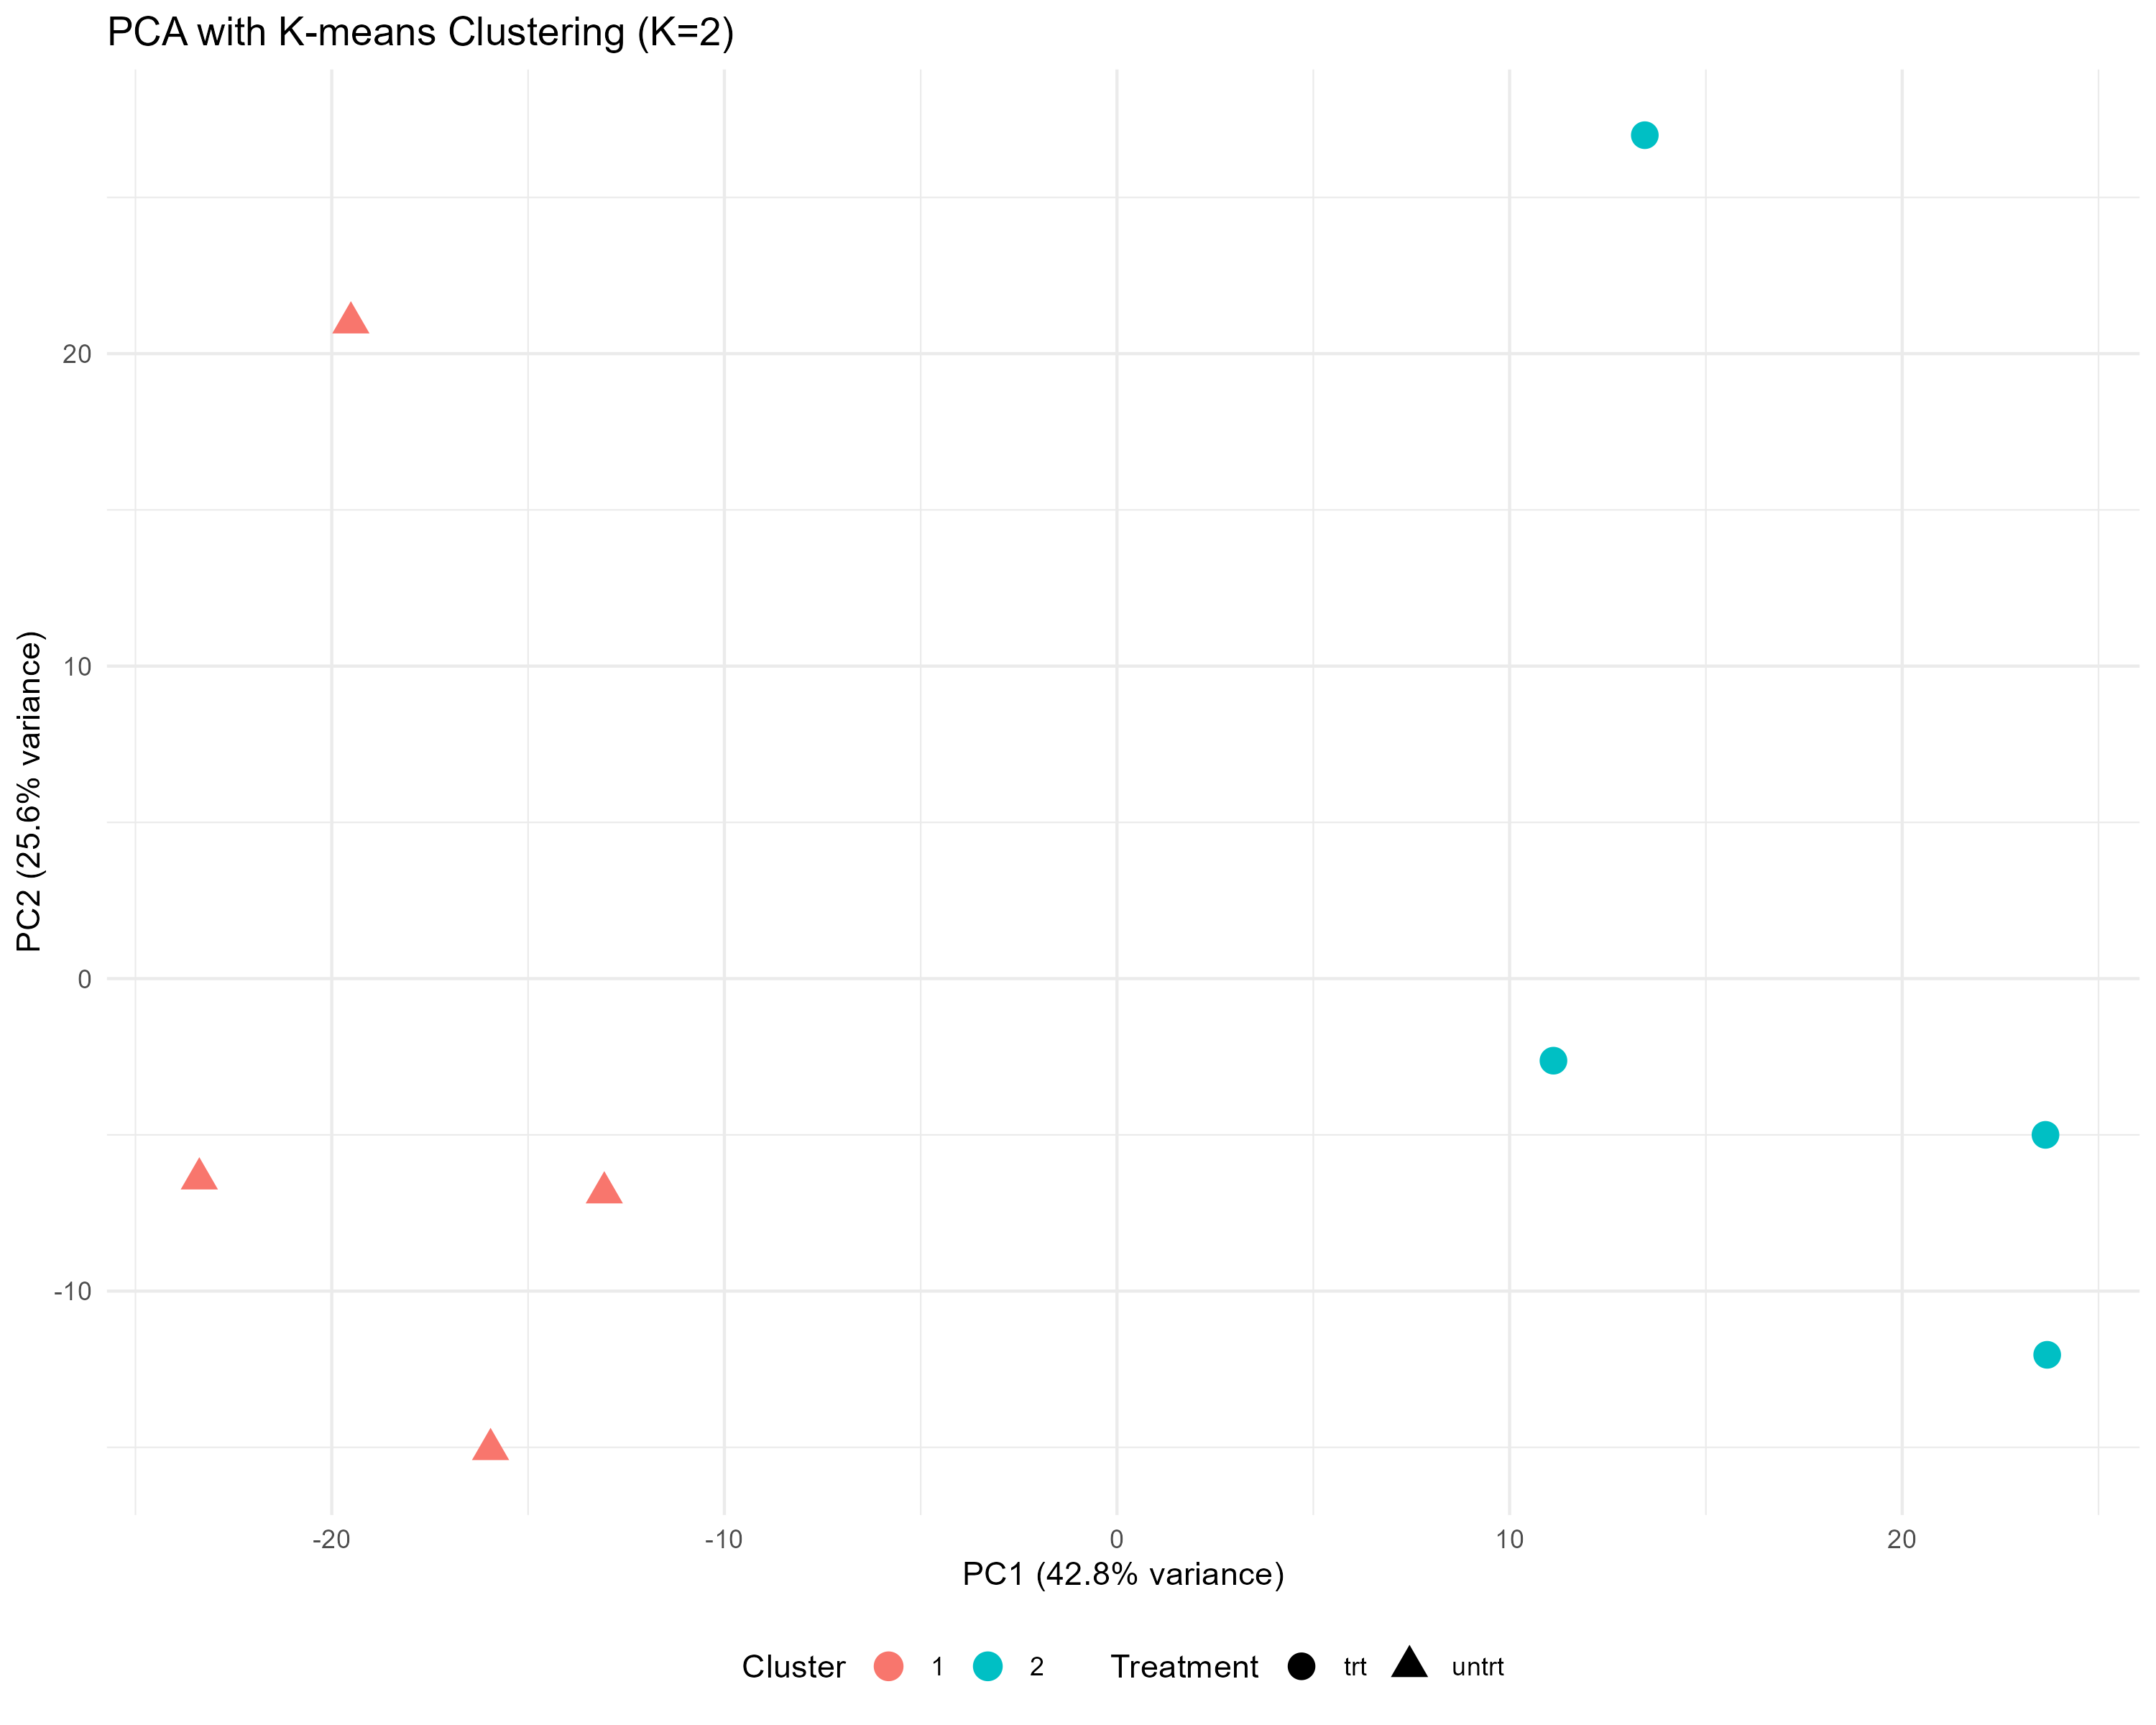 PCA with K-means Clustering (K=2)
PC2 (25.6% variance)
20
10
0
-10
-20
-10
0
10
20
PC1 (42.8% variance)
Cluster 1 2 Treatment trt untrt